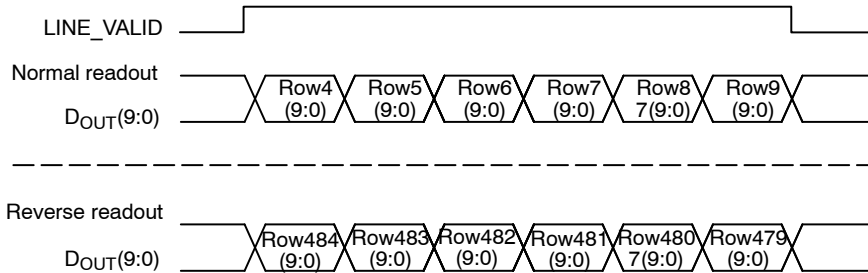 LINE_VALID
Normal readout
Row4 Row5 Row6 Row7 Row8 Row9
(9:0) (9:0) (9:0) (9:0) 7(9:0) (9:0)
DOUT(9:0)
Reverse readout
Row484 Row483 Row482 Row481 Row480 Row479
(9:0) (9:0) (9:0) (9:0) 7(9:0) (9:0)
DOUT(9:0)